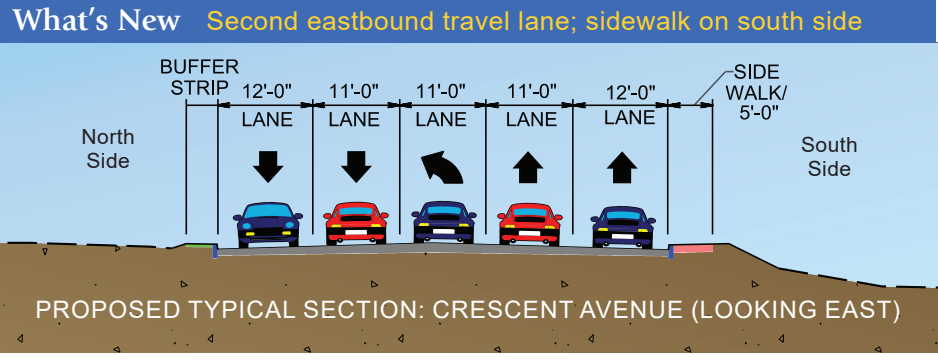 What's New Second eastbound travel lane; sidewalk on south side
BUFFER
STRIP
12'-0"
LANE
11'-0"
LANE
11'-0"
LANE
11'-0"
LANE
12'-0"
LANE
SIDE
WALK/
5'-0"
North
Side
South
Side
PROPOSED TYPICAL SECTION: CRESCENT AVENUE (LOOKING EAST)